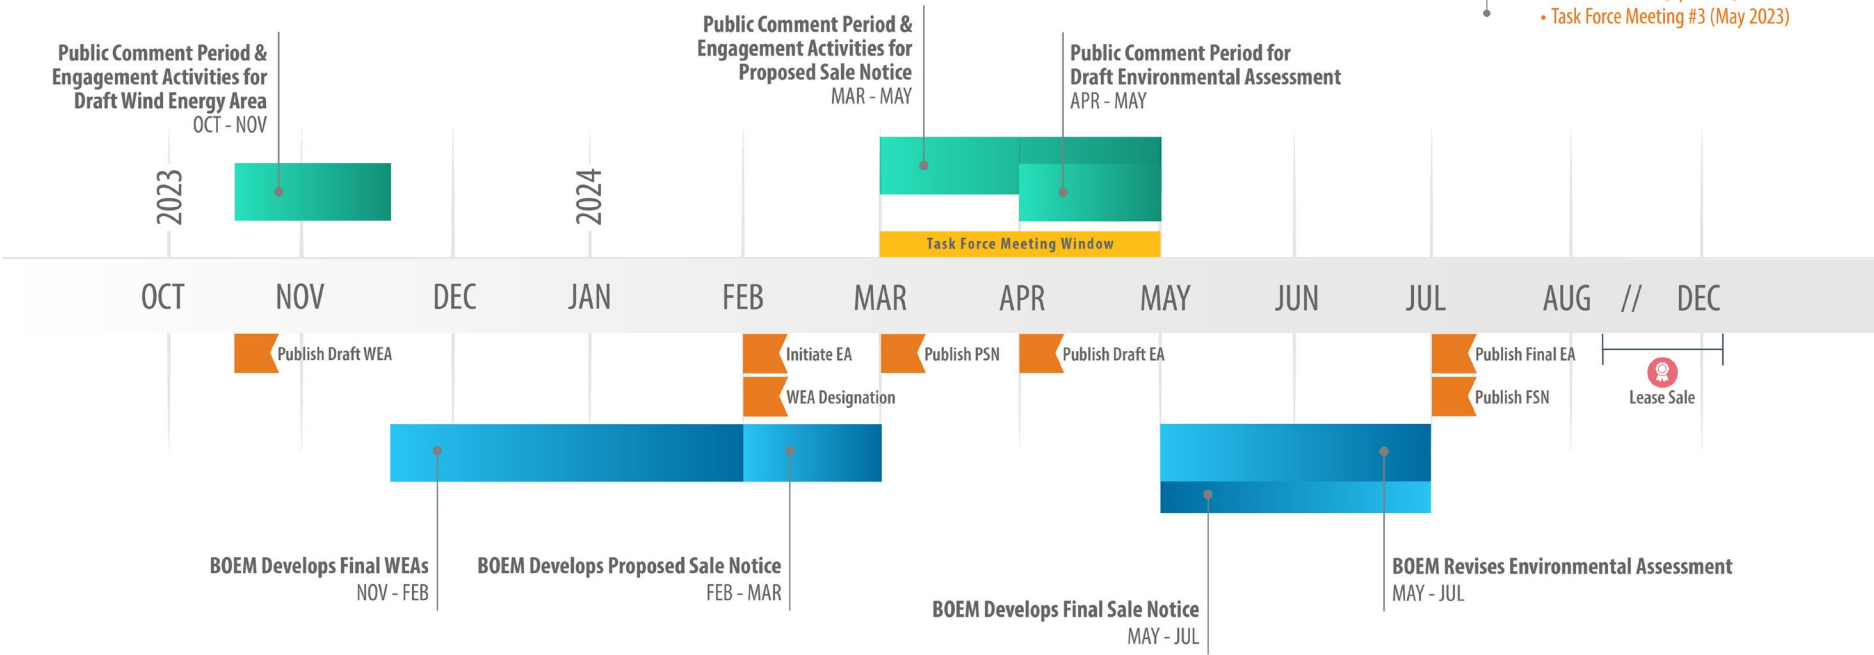 • Task Force Meeting #3 (May 2023)
Public Comment Period &
Engagement Activities for
Draft Wind Energy Area
OCT - NOV
Public Comment Period &
Engagement Activities for
Proposed Sale Notice
MAR - MAY
Public Comment Period for
Draft Environmental Assessment
APR - MAY
2023
2024
Task Force Meeting Window
OCT NOV DEC JAN FEB MAR APR MAY JUN JUL AUG // DEC
Publish Draft WEA
Initiate EA
WEA Designation
Publish PSN
Publish Draft EA
Publish Final EA
Publish FSN
Lease Sale
BOEM Develops Final WEAs
NOV - FEB
BOEM Develops Proposed Sale Notice
FEB - MAR
BOEM Develops Final Sale Notice
MAY - JUL
BOEM Revises Environmental Assessment
MAY - JUL